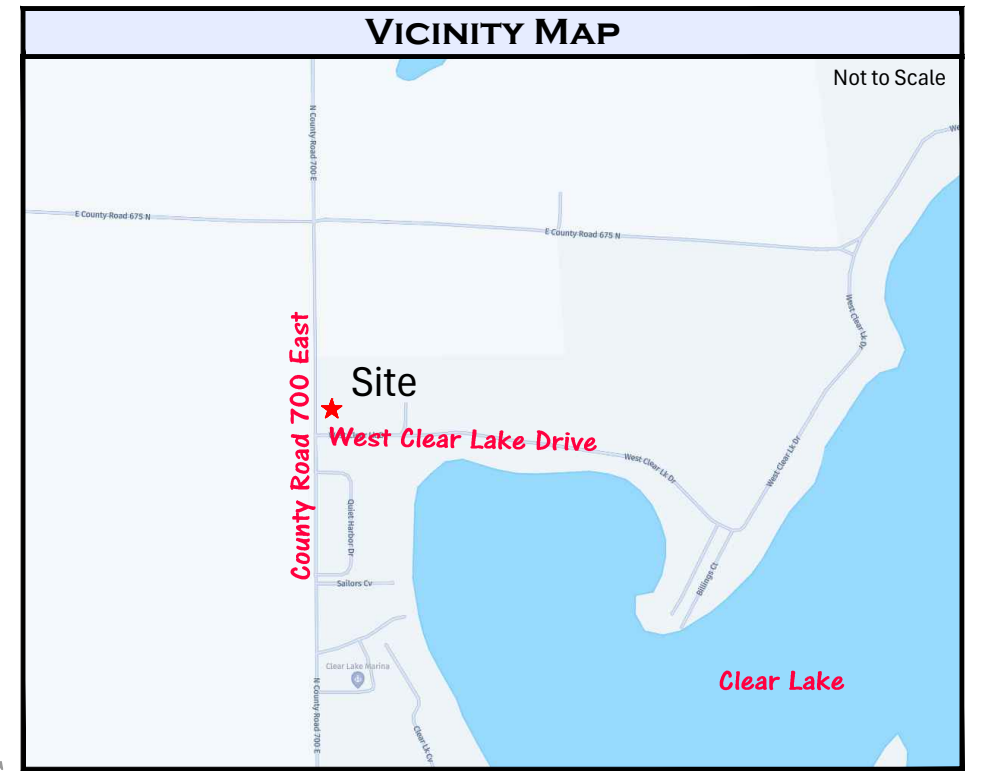 VICINITY MAP
Not to Scale
N County Road 700 E
E County Road 675 N
E County Road 675 N
West Clear Lk Dr
County Road 700 East
Site
West Clear Lake Drive
West Clear Lk Dr
West Clear Lk Dr
Quiet Harbor Dr
Billings Ct
Sailors Cv
Clear Lake Marina
Clear Lake
N County Road 700 E
Clear Lk Cv